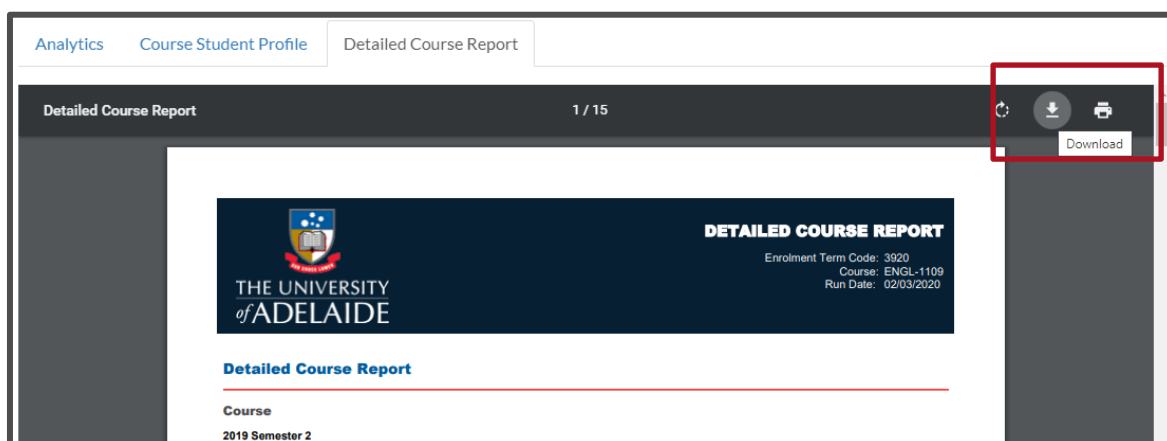 Analytics Course Student Profile Detailed Course Report
Detailed Course Report 1 / 15
Download
DETAILED COURSE REPORT
Enrolment Term Code: 3920
Course: ENGL-1109
Run Date: 02/03/2020
THE UNIVERSITY
of ADELAIDE
Detailed Course Report
Course
2019 Semester 2